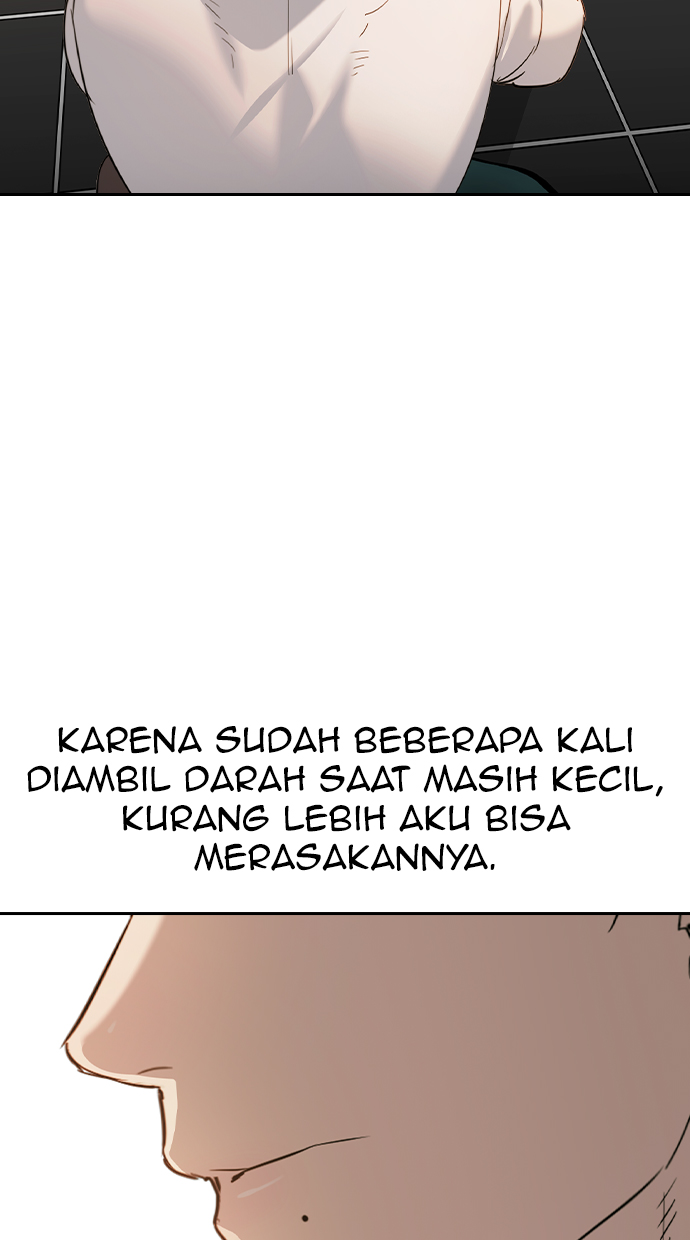 KARENA SUDAH BEBERAPA KALI
DIAMBIL DARAH SAAT MASIH KECIL,
KURANG LEBIH AKU BISA
MERASAKANNYA.